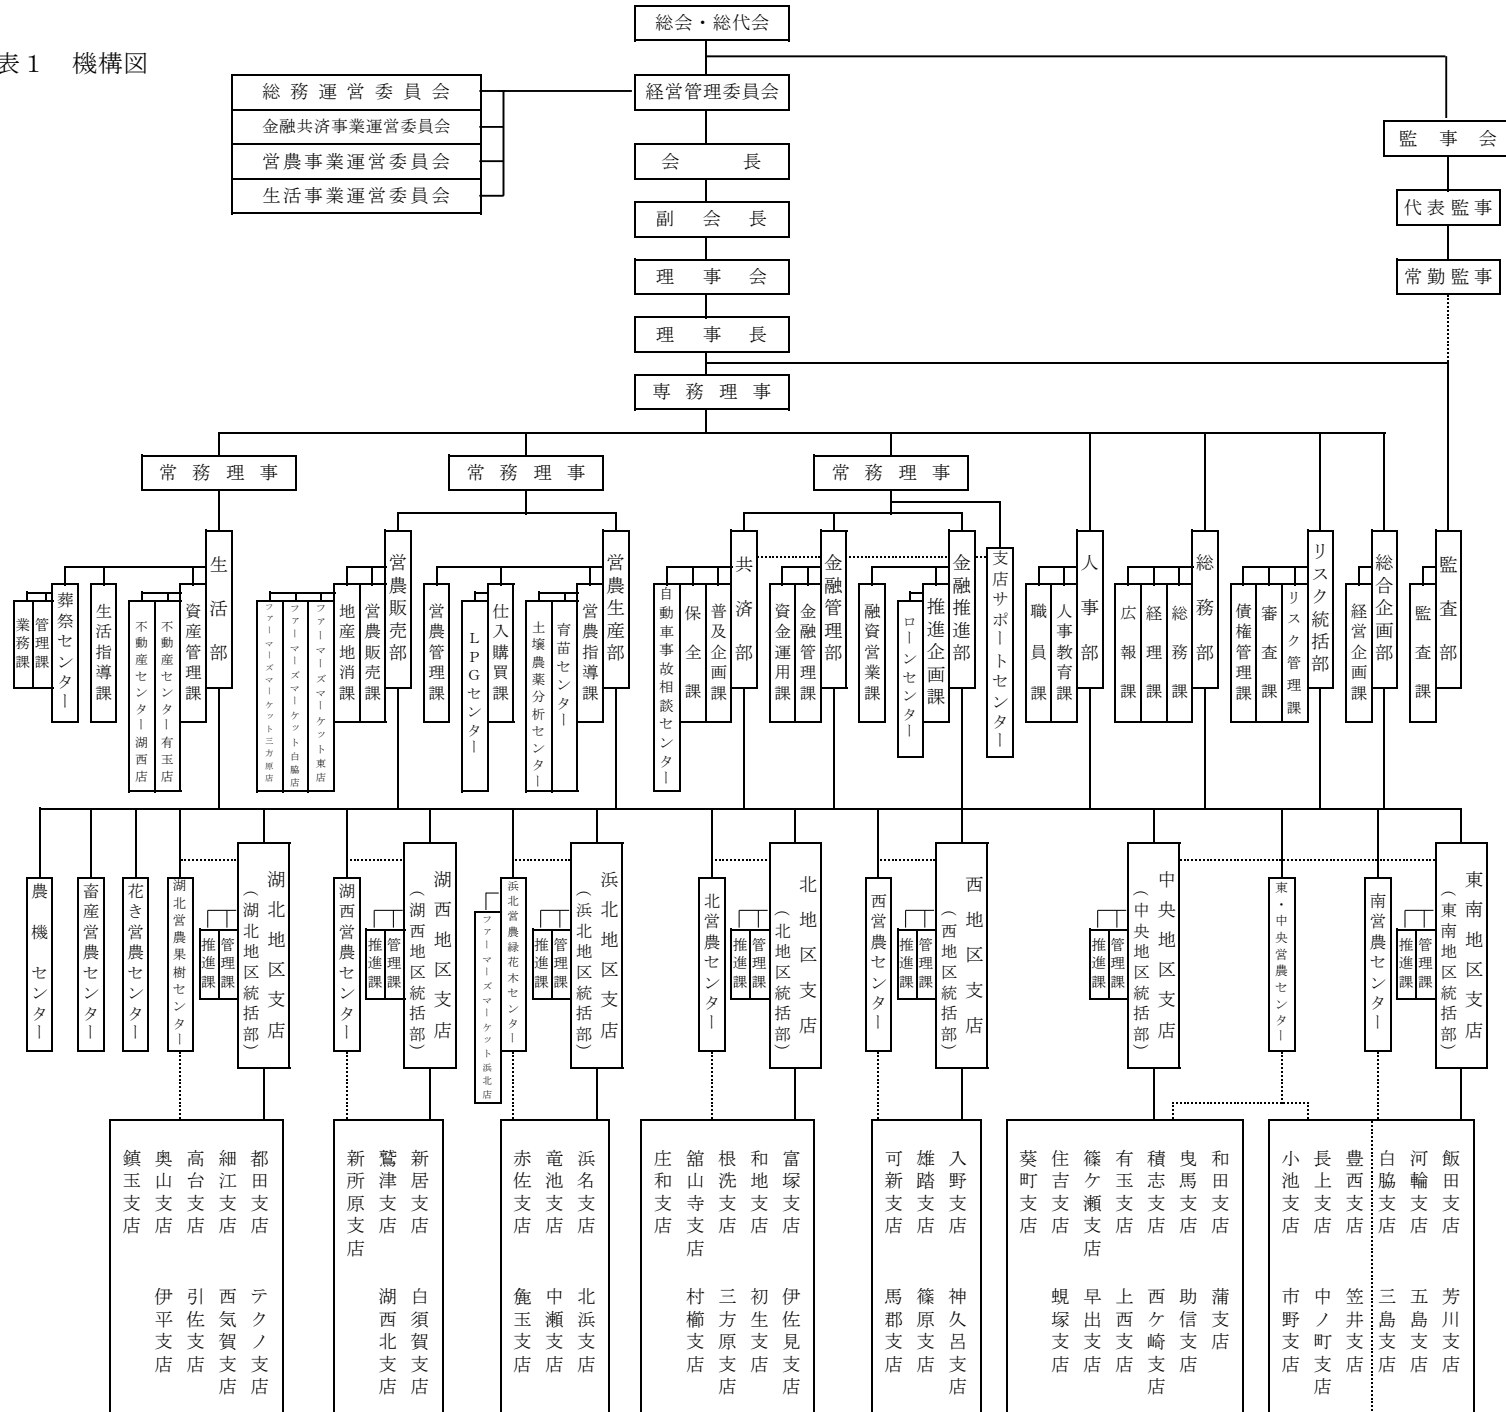 表１　機構図
総会・総代会
経営管理委員会
総務運営委員会
金融共済事業運営委員会
営農事業運営委員会
生活事業運営委員会
会長
副会長
理事会
理事長
専務理事
監事会
代表監事
常勤監事
常務理事
常務理事
常務理事
監査部
監査課
総合企画部
経営企画課
リスク統括部
リスク管理課
審査課
債権管理課
総務部
総務課
経理課
広報課
人事部
人事教育課
職員課
支店サポートセンター
金融推進部
推進企画課
ローンセンター
融資営業課
金融管理部
金融管理課
資金運用課
共済部
普及企画課
保全課
自動車事故相談センター
営農生産部
営農指導課
育苗センター
土壌農薬分析センター
仕入購買課
LPGセンター
営農管理課
営農販売部
営農販売課
地産地消課
ファーマーズマーケット東店
ファーマーズマーケット白脇店
ファーマーズマーケット三方原店
生活部
資産管理課
不動産センター有玉店
不動産センター湖西店
生活指導課
葬祭センター
管理課
業務課
東南地区支店
（東南地区統括部）
管理課
推進課
南営農センター
東・中央営農センター
中央地区支店
（中央地区統括部）
管理課
推進課
西地区支店
（西地区統括部）
管理課
推進課
西営農センター
北地区支店
（北地区統括部）
管理課
推進課
北営農センター
浜北地区支店
（浜北地区統括部）
管理課
推進課
浜北営農緑花木センター
ファーマーズマーケット浜北店
湖西地区支店
（湖西地区統括部）
管理課
推進課
湖西営農センター
湖北地区支店
（湖北地区統括部）
管理課
推進課
湖北営農果樹センター
花き営農センター
畜産営農センター
農機センター
飯田支店　芳川支店
河輪支店　五島支店
白脇支店　三島支店
豊西支店　笠井支店
長上支店　中ノ町支店
小池支店　市野支店
和田支店　蒲支店
曳馬支店　助信支店
積志支店　西ケ崎支店
有玉支店　上西支店
篠ケ瀬支店　早出支店
住吉支店　蜆塚支店
葵町支店
入野支店　神久呂支店
雄踏支店　篠原支店
可新支店　馬郡支店
富塚支店　伊佐見支店
和地支店　初生支店
根洗支店　三方原支店
舘山寺支店　村櫛支店
庄和支店
浜名支店　北浜支店
竜池支店　中瀬支店
赤佐支店　麁玉支店
新居支店　白須賀支店
鷲津支店　湖西北支店
新所原支店
都田支店　テクノ支店
細江支店　西気賀支店
高台支店　引佐支店
奥山支店　伊平支店
鎮玉支店